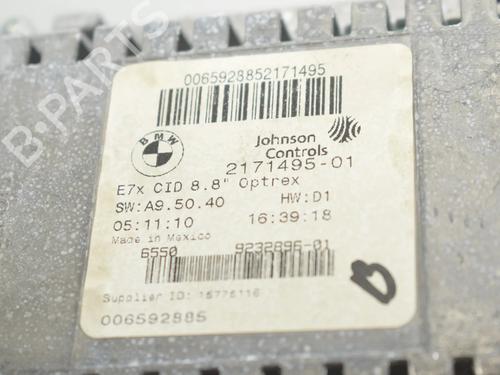 B-PARTS
0065928852171495
BMW
Johnson
Controls
2171495-01
E7x CID 8.8" Optrex
SW:A9.50.40 HW:D1
05:11:10 16:39:18
Made in Mexico
6550 9232896-01
Supplier ID: 15775116
006592885